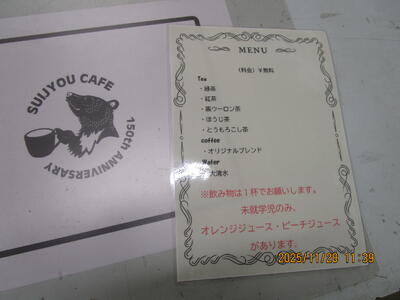 SUIJYOU CAFE
150th ANNIVERSARY
MENU
（料金）￥無料
Tea
・緑茶
・紅茶
・黒ウーロン茶
・ほうじ茶
・とうもろこし茶
coffee
・オリジナルブレンド
Water
大清水
※飲み物は１杯でお願いします。
未就学児のみ、
オレンジジュース・ピーチジュース
があります。
2025/11/29 11:39